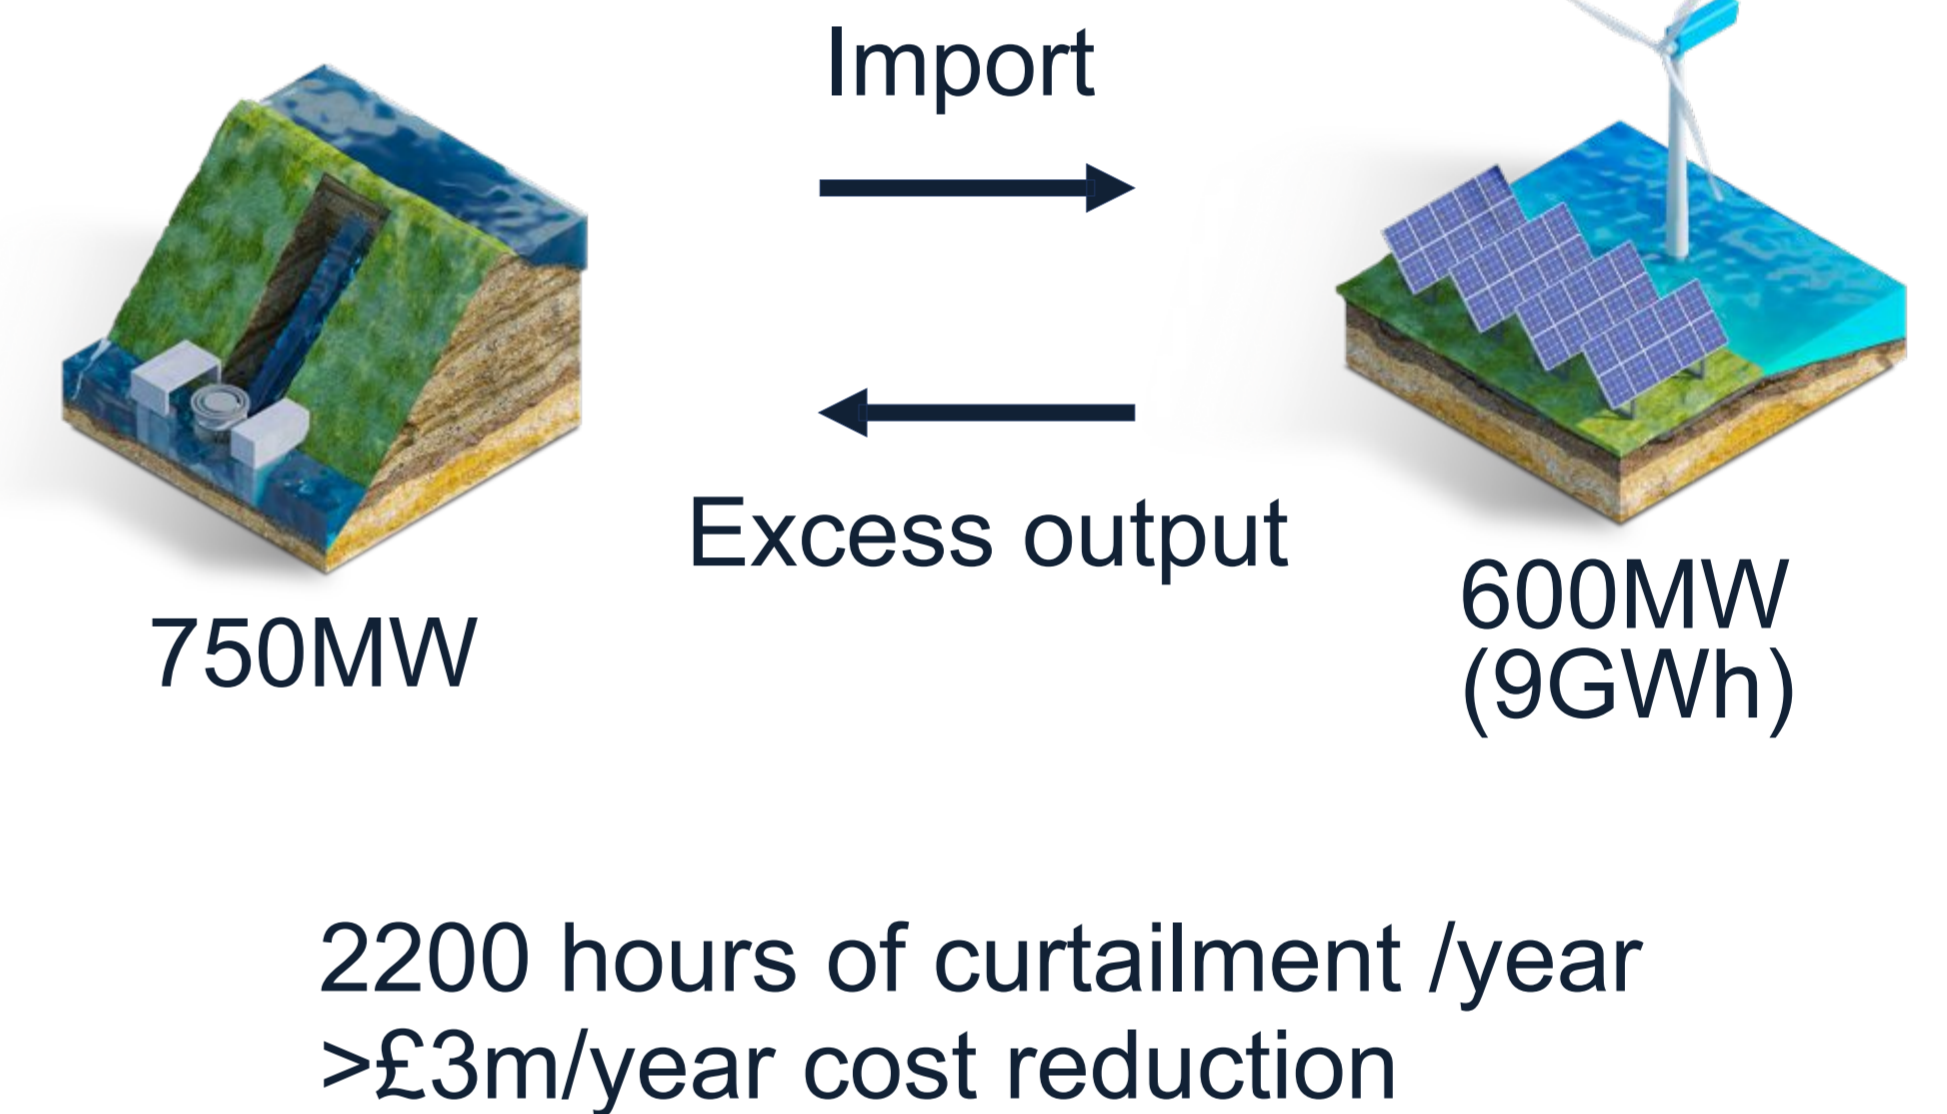 Import
Excess output
750MW
600MW
(9GWh)
2200 hours of curtailment /year
>£3m/year cost reduction